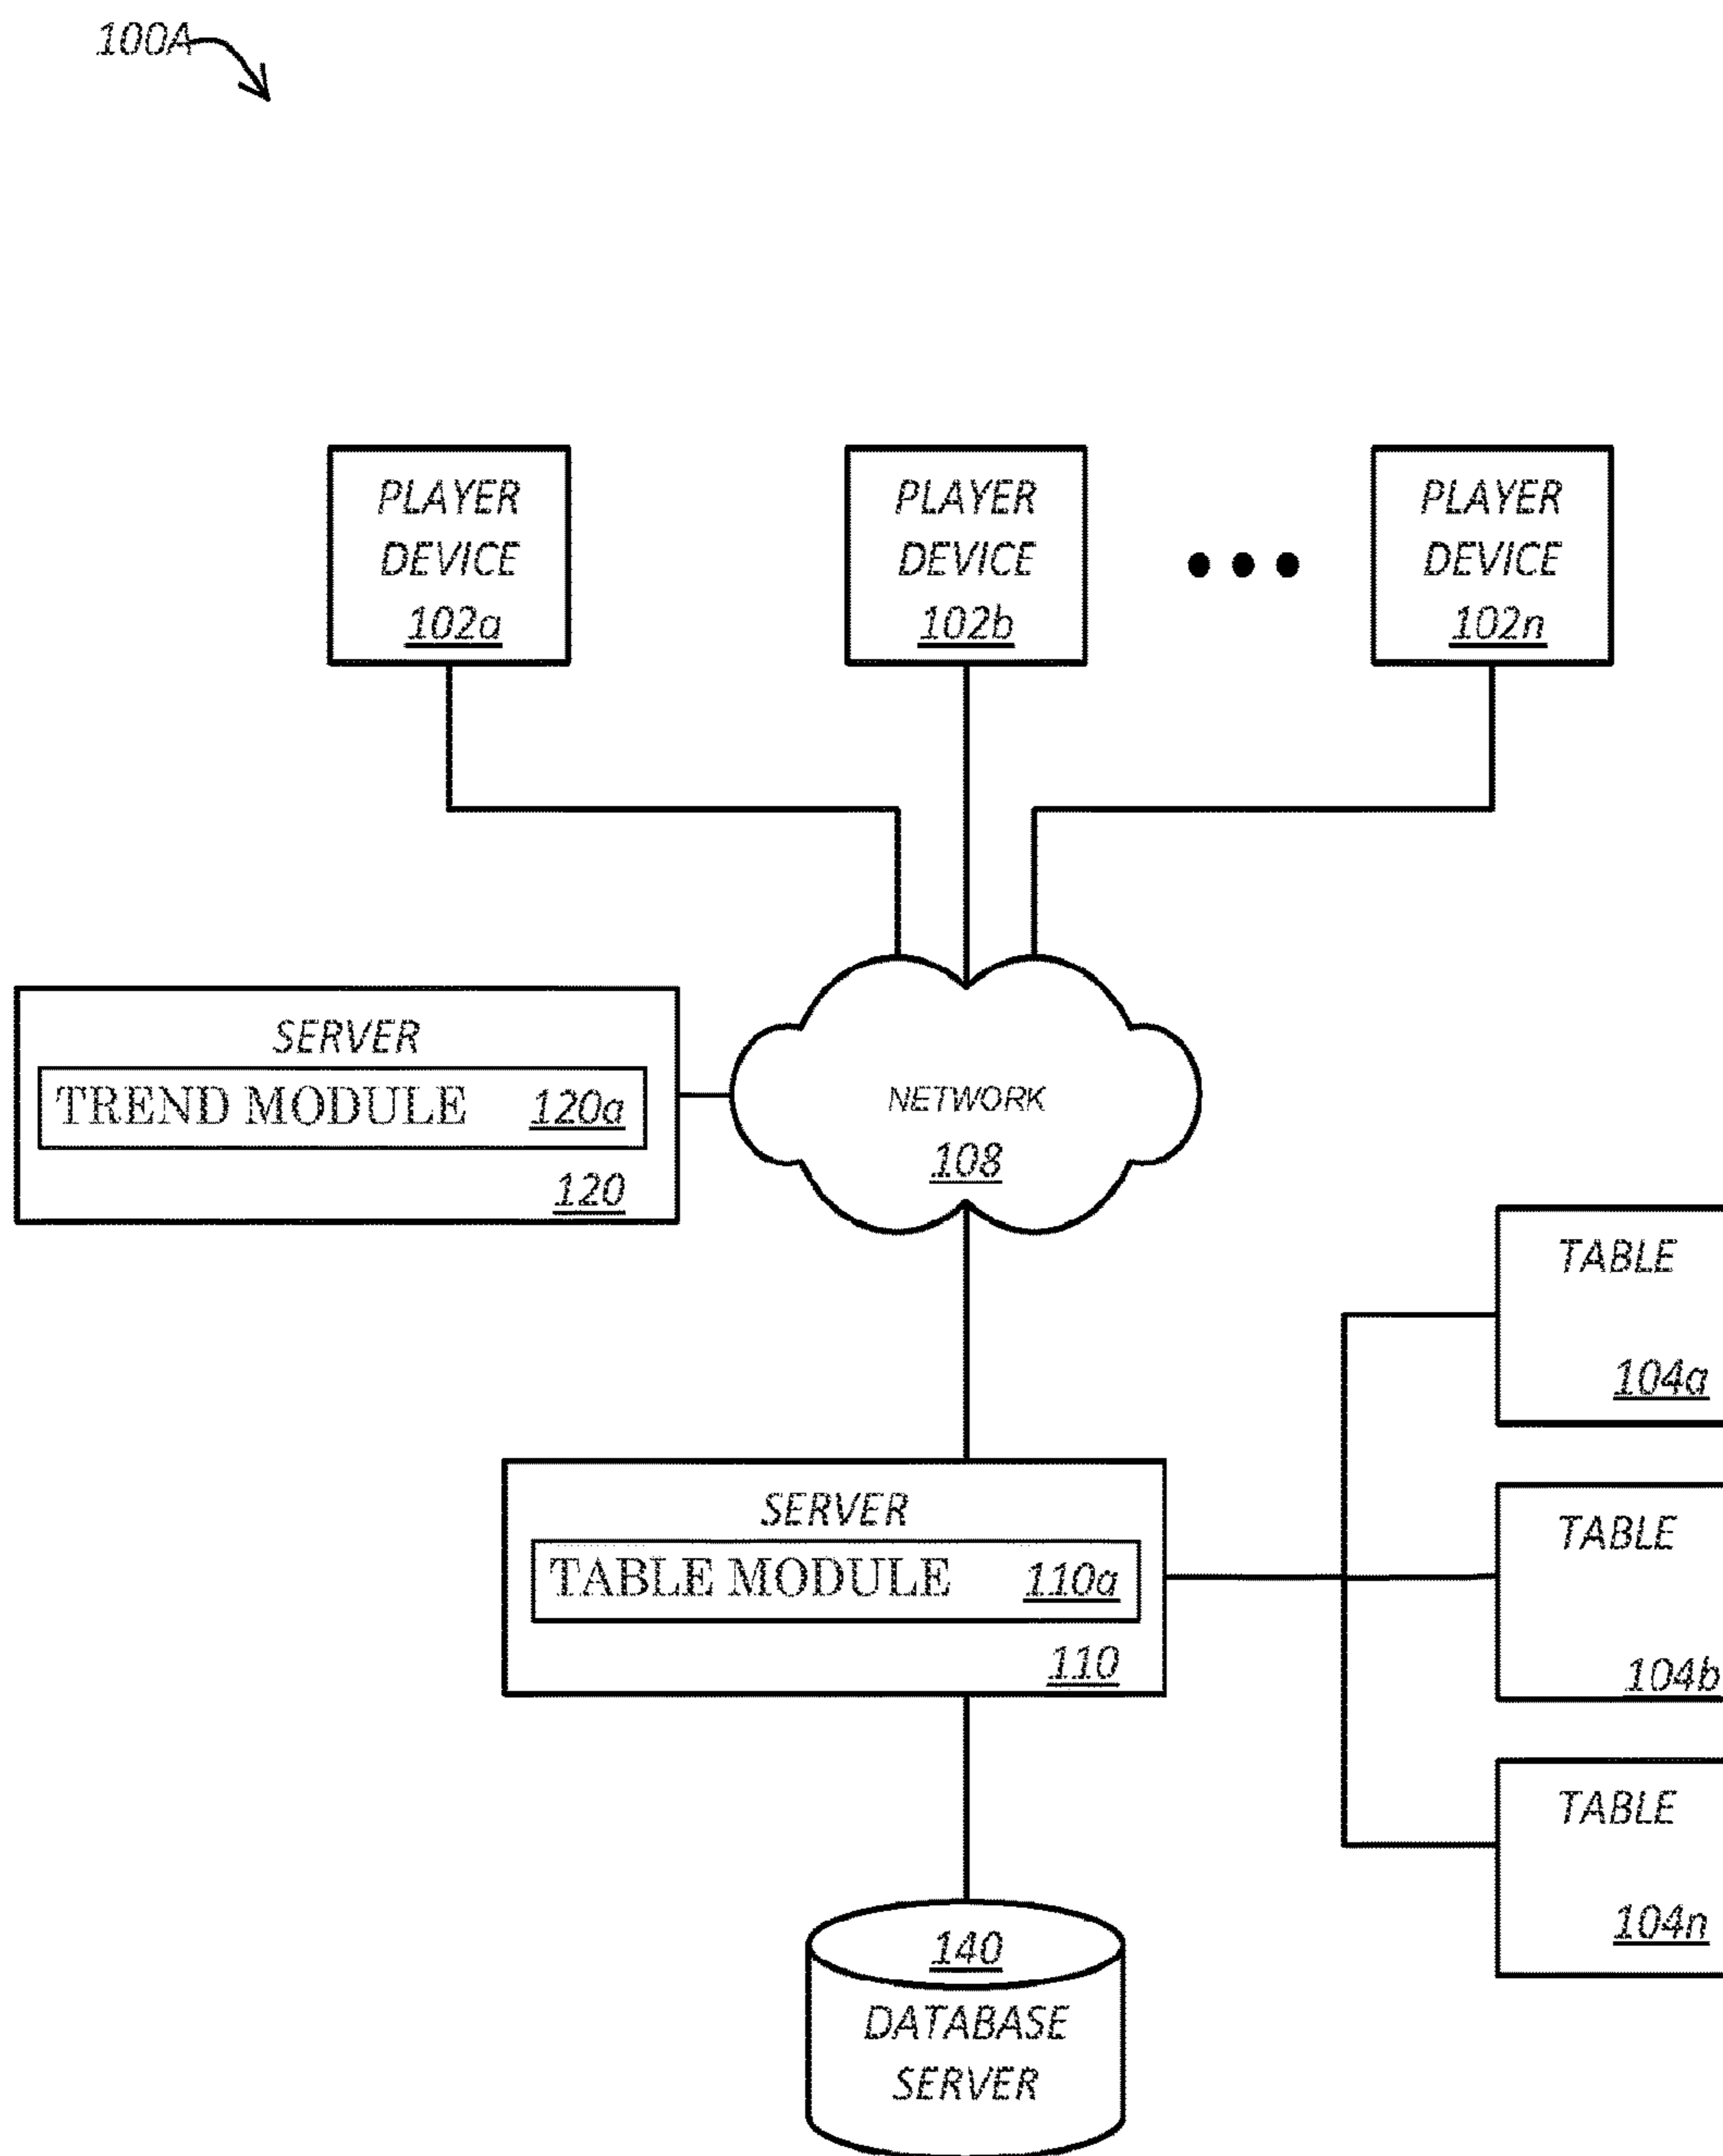 100A
PLAYER
DEVICE
102a
PLAYER
DEVICE
102b
PLAYER
DEVICE
102n
SERVER
TREND MODULE 120a
120
NETWORK
108
TABLE
104a
SERVER
TABLE MODULE 110a
110
TABLE
104b
TABLE
104n
140
DATABASE
SERVER